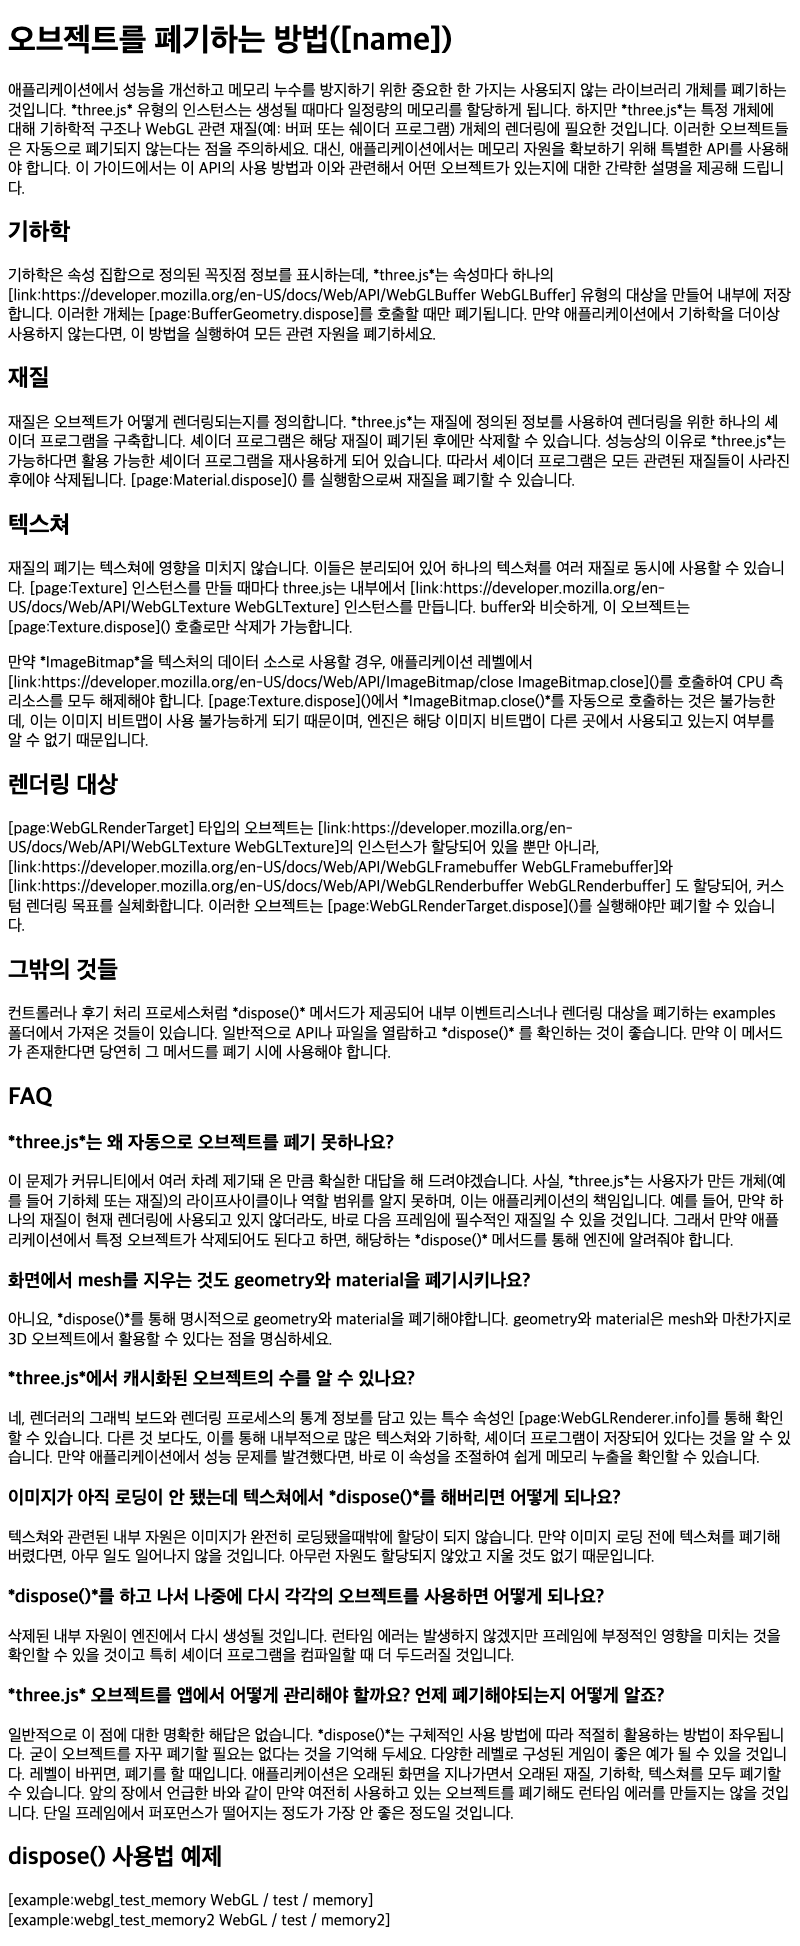 오브젝트를 폐기하는 방법([name])
애플리케이션에서 성능을 개선하고 메모리 누수를 방지하기 위한 중요한 한 가지는 사용되지 않는 라이브러리 개체를 폐기하는
것입니다. *three.js* 유형의 인스턴스는 생성될 때마다 일정량의 메모리를 할당하게 됩니다. 하지만 *three.js*는 특정 개체에
대해 기하학적 구조나 WebGL 관련 재질(예: 버퍼 또는 쉐이더 프로그램) 개체의 렌더링에 필요한 것입니다. 이러한 오브젝트들
은 자동으로 폐기되지 않는다는 점을 주의하세요. 대신, 애플리케이션에서는 메모리 자원을 확보하기 위해 특별한 API를 사용해
야 합니다. 이 가이드에서는 이 API의 사용 방법과 이와 관련해서 어떤 오브젝트가 있는지에 대한 간략한 설명을 제공해 드립니
다.
기하학
기하학은 속성 집합으로 정의된 꼭짓점 정보를 표시하는데, *three.js*는 속성마다 하나의
[link:https://developer.mozilla.org/en-US/docs/Web/API/WebGLBuffer WebGLBuffer] 유형의 대상을 만들어 내부에 저장
합니다. 이러한 개체는 [page:BufferGeometry.dispose]를 호출할 때만 폐기됩니다. 만약 애플리케이션에서 기하학을 더이상
사용하지 않는다면, 이 방법을 실행하여 모든 관련 자원을 폐기하세요.
재질
재질은 오브젝트가 어떻게 렌더링되는지를 정의합니다. *three.js*는 재질에 정의된 정보를 사용하여 렌더링을 위한 하나의 셰
이더 프로그램을 구축합니다. 셰이더 프로그램은 해당 재질이 폐기된 후에만 삭제할 수 있습니다. 성능상의 이유로 *three.js*는
가능하다면 활용 가능한 셰이더 프로그램을 재사용하게 되어 있습니다. 따라서 셰이더 프로그램은 모든 관련된 재질들이 사라진
후에야 삭제됩니다. [page:Material.dispose]() 를 실행함으로써 재질을 폐기할 수 있습니다.
텍스쳐
재질의 폐기는 텍스쳐에 영향을 미치지 않습니다. 이들은 분리되어 있어 하나의 텍스쳐를 여러 재질로 동시에 사용할 수 있습니
다. [page:Texture] 인스턴스를 만들 때마다 three.js는 내부에서 [link:https://developer.mozilla.org/en-
US/docs/Web/API/WebGLTexture WebGLTexture] 인스턴스를 만듭니다. buffer와 비슷하게, 이 오브젝트는
[page:Texture.dispose]() 호출로만 삭제가 가능합니다.
만약 *ImageBitmap*을 텍스처의 데이터 소스로 사용할 경우, 애플리케이션 레벨에서
[link:https://developer.mozilla.org/en-US/docs/Web/API/ImageBitmap/close ImageBitmap.close]()를 호출하여 CPU 측
리소스를 모두 해제해야 합니다. [page:Texture.dispose]()에서 *ImageBitmap.close()*를 자동으로 호출하는 것은 불가능한
데, 이는 이미지 비트맵이 사용 불가능하게 되기 때문이며, 엔진은 해당 이미지 비트맵이 다른 곳에서 사용되고 있는지 여부를
알 수 없기 때문입니다.
렌더링 대상
[page:WebGLRenderTarget] 타입의 오브젝트는 [link:https://developer.mozilla.org/en-
US/docs/Web/API/WebGLTexture WebGLTexture]의 인스턴스가 할당되어 있을 뿐만 아니라,
[link:https://developer.mozilla.org/en-US/docs/Web/API/WebGLFramebuffer WebGLFramebuffer]와
[link:https://developer.mozilla.org/en-US/docs/Web/API/WebGLRenderbuffer WebGLRenderbuffer] 도 할당되어, 커스
텀 렌더링 목표를 실체화합니다. 이러한 오브젝트는 [page:WebGLRenderTarget.dispose]()를 실행해야만 폐기할 수 있습니
다.
그밖의 것들
컨트롤러나 후기 처리 프로세스처럼 *dispose()* 메서드가 제공되어 내부 이벤트리스너나 렌더링 대상을 폐기하는 examples
폴더에서 가져온 것들이 있습니다. 일반적으로 API나 파일을 열람하고 *dispose()* 를 확인하는 것이 좋습니다. 만약 이 메서드
가 존재한다면 당연히 그 메서드를 폐기 시에 사용해야 합니다.
FAQ
*three.js*는 왜 자동으로 오브젝트를 폐기 못하나요?
이 문제가 커뮤니티에서 여러 차례 제기돼 온 만큼 확실한 대답을 해 드려야겠습니다. 사실, *three.js*는 사용자가 만든 개체(예
를 들어 기하체 또는 재질)의 라이프사이클이나 역할 범위를 알지 못하며, 이는 애플리케이션의 책임입니다. 예를 들어, 만약 하
나의 재질이 현재 렌더링에 사용되고 있지 않더라도, 바로 다음 프레임에 필수적인 재질일 수 있을 것입니다. 그래서 만약 애플
리케이션에서 특정 오브젝트가 삭제되어도 된다고 하면, 해당하는 *dispose()* 메서드를 통해 엔진에 알려줘야 합니다.
화면에서 mesh를 지우는 것도 geometry와 material을 폐기시키나요?
아니요, *dispose()*를 통해 명시적으로 geometry와 material을 폐기해야합니다. geometry와 material은 mesh와 마찬가지로
3D 오브젝트에서 활용할 수 있다는 점을 명심하세요.
*three.js*에서 캐시화된 오브젝트의 수를 알 수 있나요?
네, 렌더러의 그래빅 보드와 렌더링 프로세스의 통계 정보를 담고 있는 특수 속성인 [page:WebGLRenderer.info]를 통해 확인
할 수 있습니다. 다른 것 보다도, 이를 통해 내부적으로 많은 텍스쳐와 기하학, 셰이더 프로그램이 저장되어 있다는 것을 알 수 있
습니다. 만약 애플리케이션에서 성능 문제를 발견했다면, 바로 이 속성을 조절하여 쉽게 메모리 누출을 확인할 수 있습니다.
이미지가 아직 로딩이 안 됐는데 텍스쳐에서 *dispose()*를 해버리면 어떻게 되나요?
텍스쳐와 관련된 내부 자원은 이미지가 완전히 로딩됐을때밖에 할당이 되지 않습니다. 만약 이미지 로딩 전에 텍스쳐를 폐기해
버렸다면, 아무 일도 일어나지 않을 것입니다. 아무런 자원도 할당되지 않았고 지울 것도 없기 때문입니다.
*dispose()*를 하고 나서 나중에 다시 각각의 오브젝트를 사용하면 어떻게 되나요?
삭제된 내부 자원이 엔진에서 다시 생성될 것입니다. 런타임 에러는 발생하지 않겠지만 프레임에 부정적인 영향을 미치는 것을
확인할 수 있을 것이고 특히 셰이더 프로그램을 컴파일할 때 더 두드러질 것입니다.
*three.js* 오브젝트를 앱에서 어떻게 관리해야 할까요? 언제 폐기해야되는지 어떻게 알죠?
일반적으로 이 점에 대한 명확한 해답은 없습니다. *dispose()*는 구체적인 사용 방법에 따라 적절히 활용하는 방법이 좌우됩니
다. 굳이 오브젝트를 자꾸 폐기할 필요는 없다는 것을 기억해 두세요. 다양한 레벨로 구성된 게임이 좋은 예가 될 수 있을 것입니
다. 레벨이 바뀌면, 폐기를 할 때입니다. 애플리케이션은 오래된 화면을 지나가면서 오래된 재질, 기하학, 텍스쳐를 모두 폐기할
수 있습니다. 앞의 장에서 언급한 바와 같이 만약 여전히 사용하고 있는 오브젝트를 폐기해도 런타임 에러를 만들지는 않을 것입
니다. 단일 프레임에서 퍼포먼스가 떨어지는 정도가 가장 안 좋은 정도일 것입니다.
dispose() 사용법 예제
[example:webgl_test_memory WebGL / test / memory]
[example:webgl_test_memory2 WebGL / test / memory2]